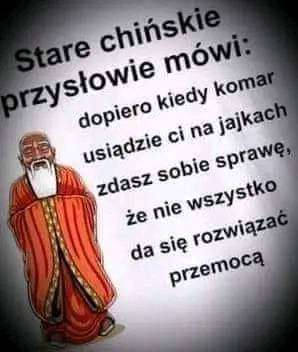 Stare chińskie
przysłowie mówi:
dopiero kiedy komar
usiądzie ci na jajkach
zdasz sobie sprawę,
że nie wszystko
da się rozwiązać
przemocą